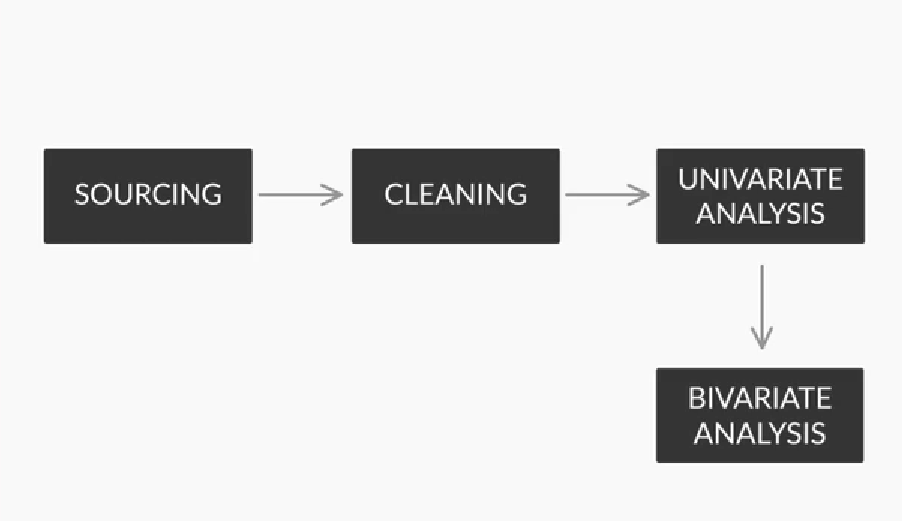 SOURCING
CLEANING
UNIVARIATE
ANALYSIS
BIVARIATE
ANALYSIS